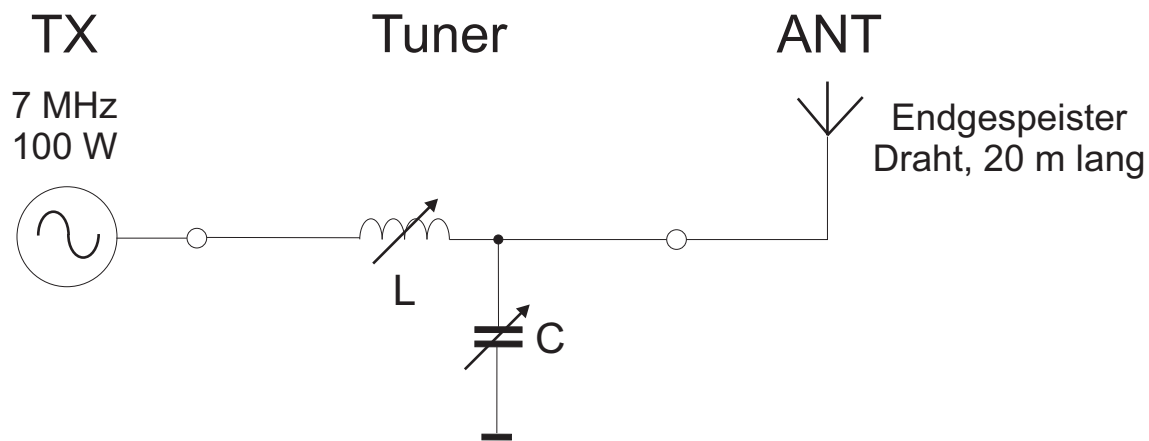 TX
Tuner
ANT
7 MHz
100 W
Endgespeister
Draht, 20 m lang
L
C